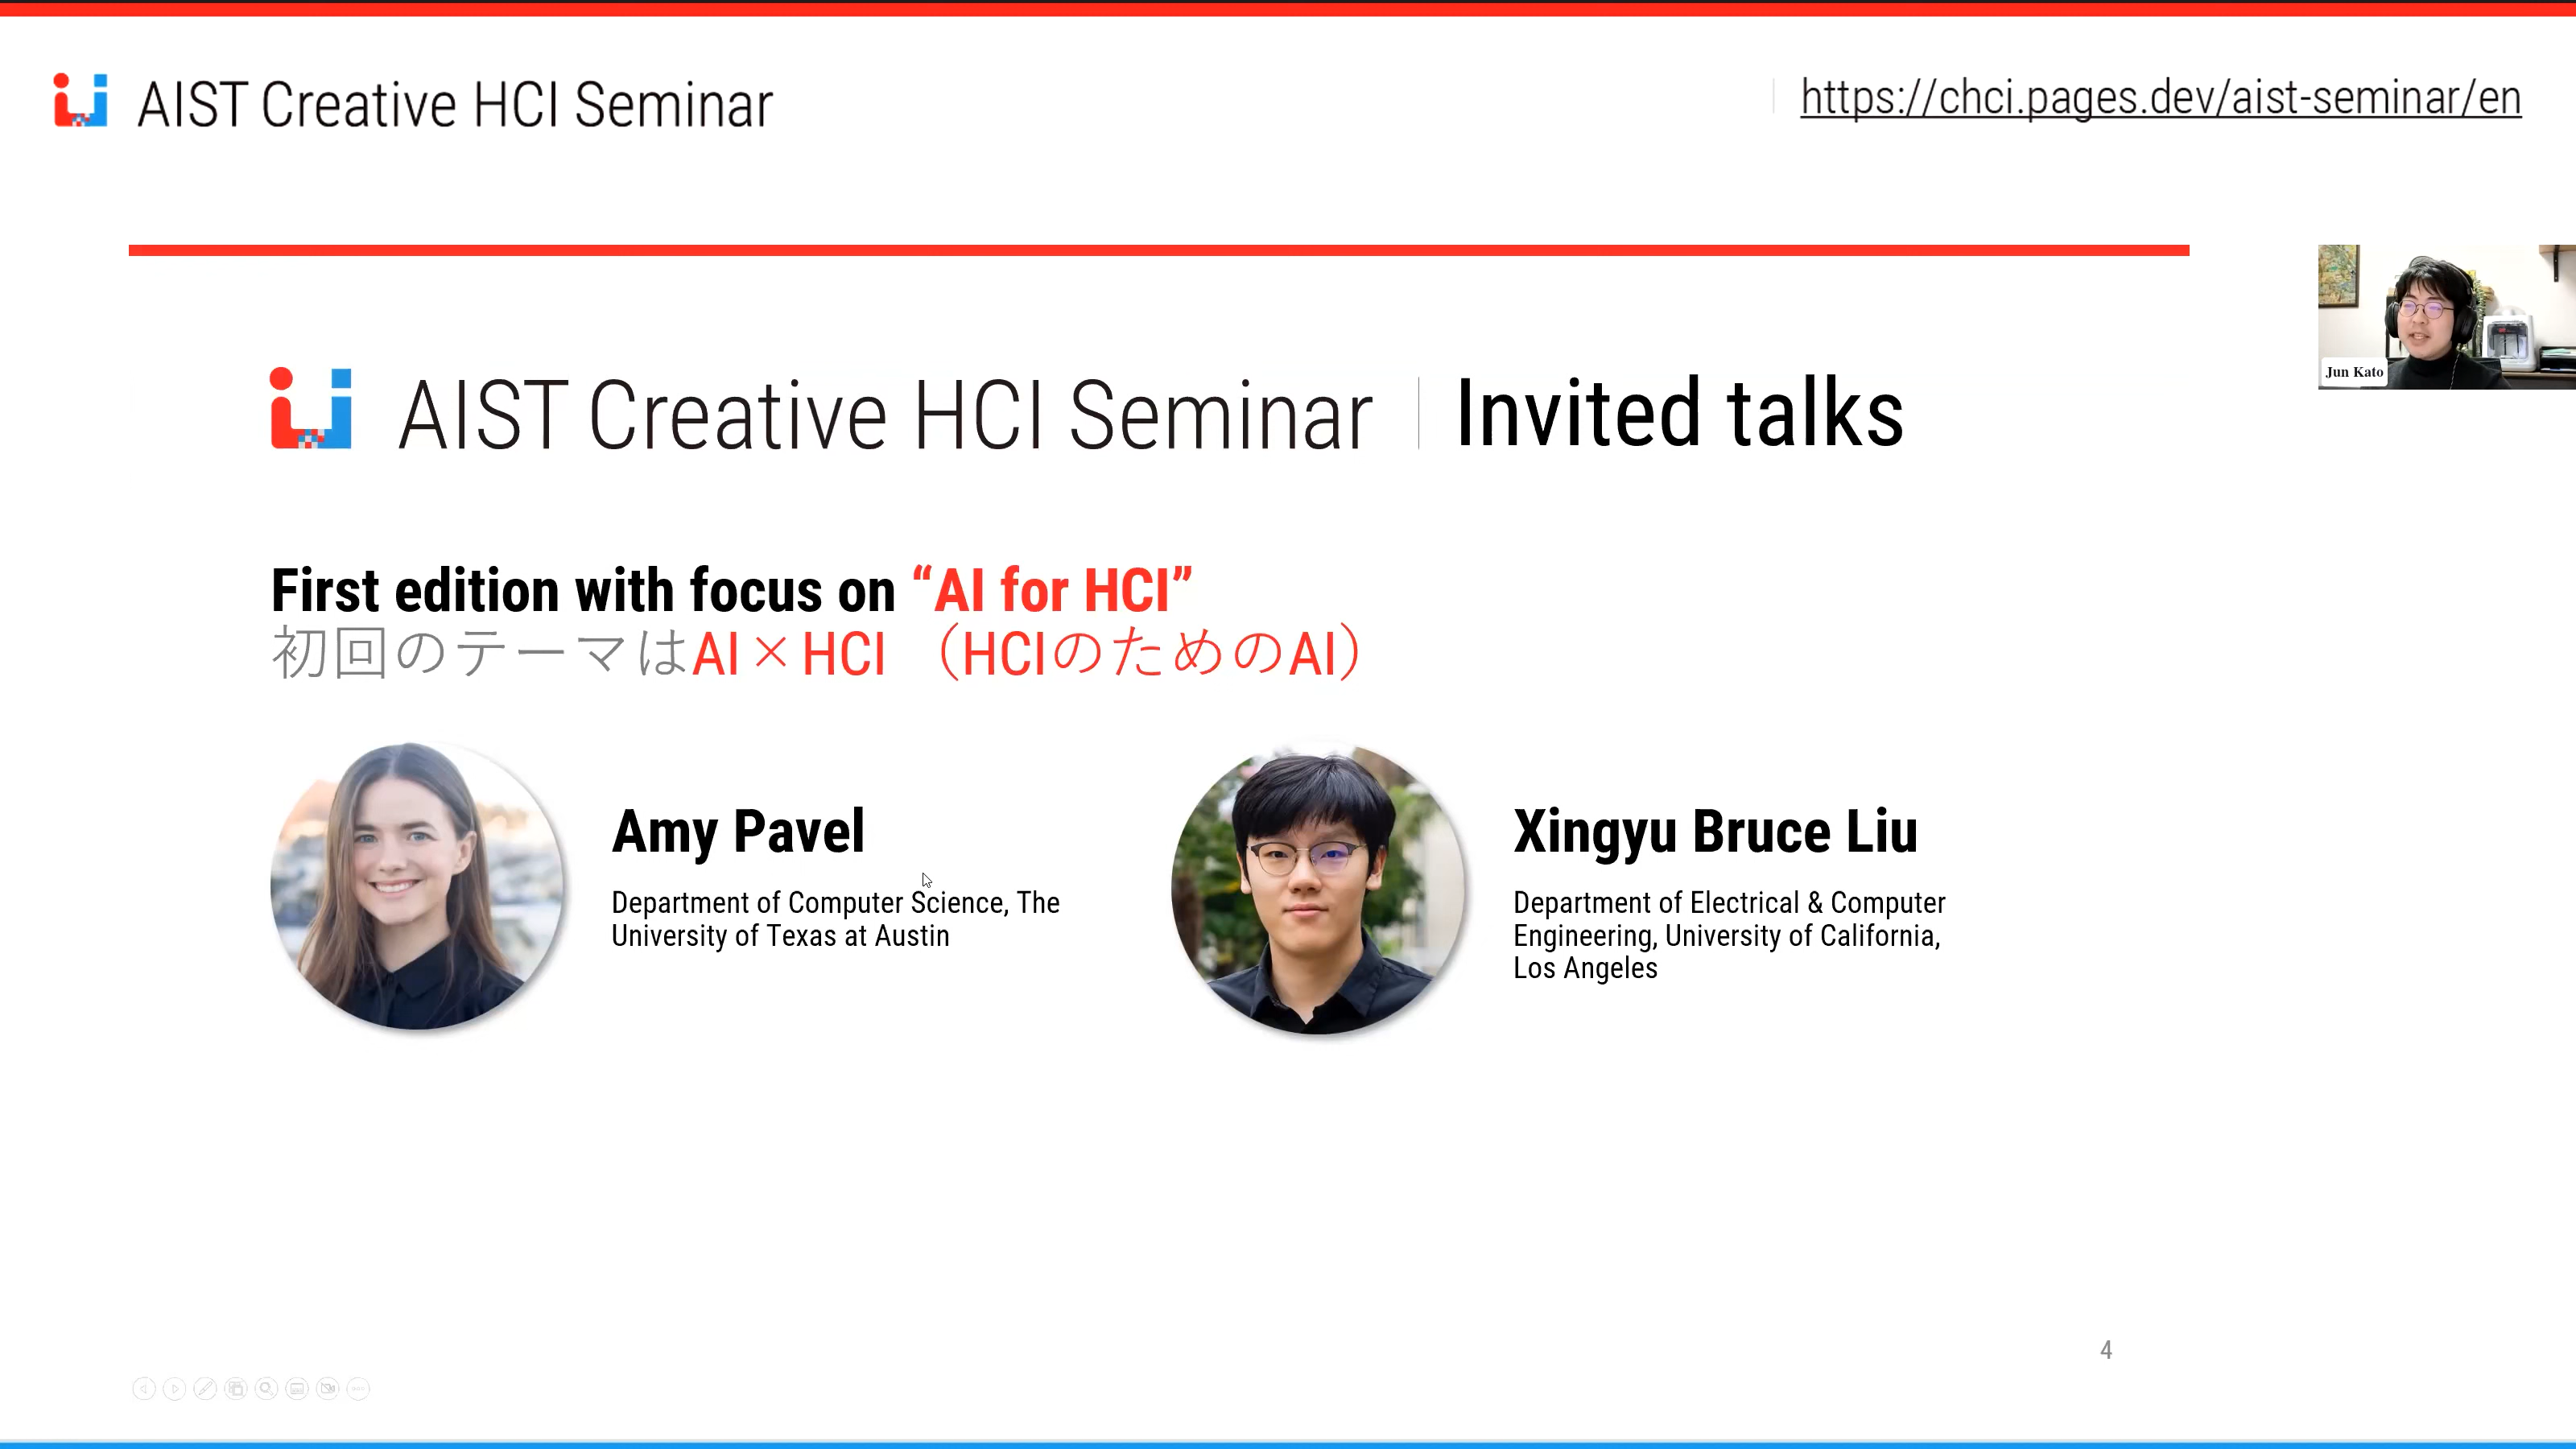 AIST Creative HCI Seminar
https://chci.pages.dev/aist-seminar/en
Jun Kato
AIST Creative HCI Seminar | Invited talks
First edition with focus on “AI for HCI”
初回のテーマはAI×HCI （HCIのためのAI）
Amy Pavel
Department of Computer Science, The
University of Texas at Austin
Xingyu Bruce Liu
Department of Electrical & Computer
Engineering, University of California,
Los Angeles
4